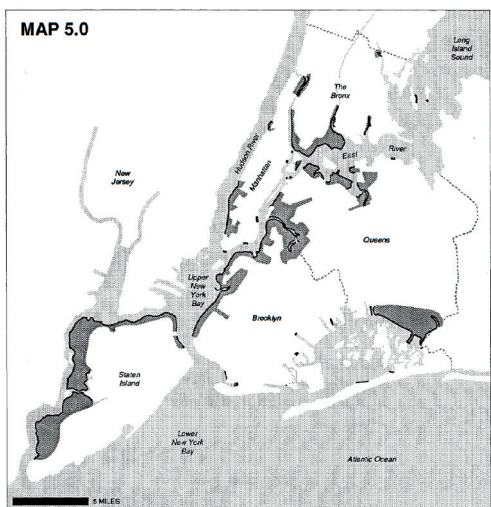 MAP 5.0
Long
Island
Sound
The
Bronx
Hudson River
East
River
Manhattan
New
Jersey
Queens
Upper
New
York
Bay
Brooklyn
Staten
Island
Lower
New York
Bay
Atlantic Ocean
5 MILES